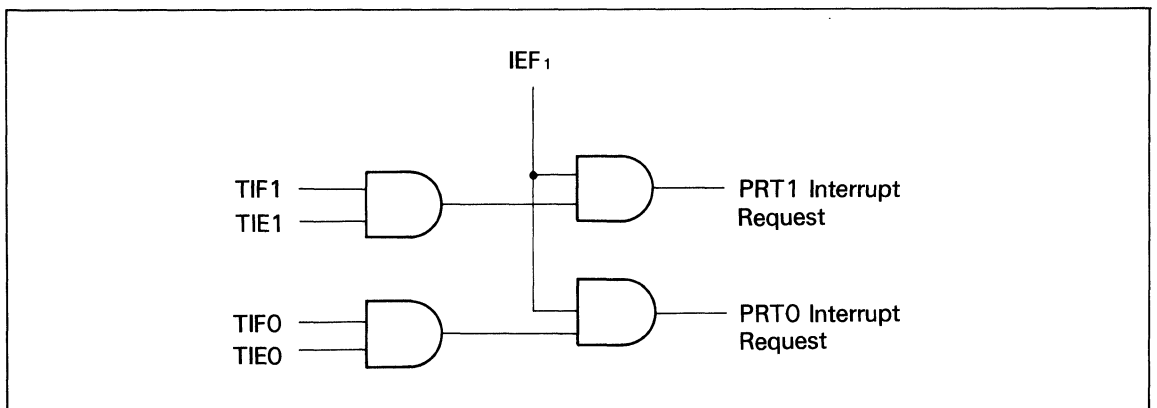 IEF1
TIF1
TIE1
PRT1 Interrupt
Request
TIF0
TIE0
PRT0 Interrupt
Request